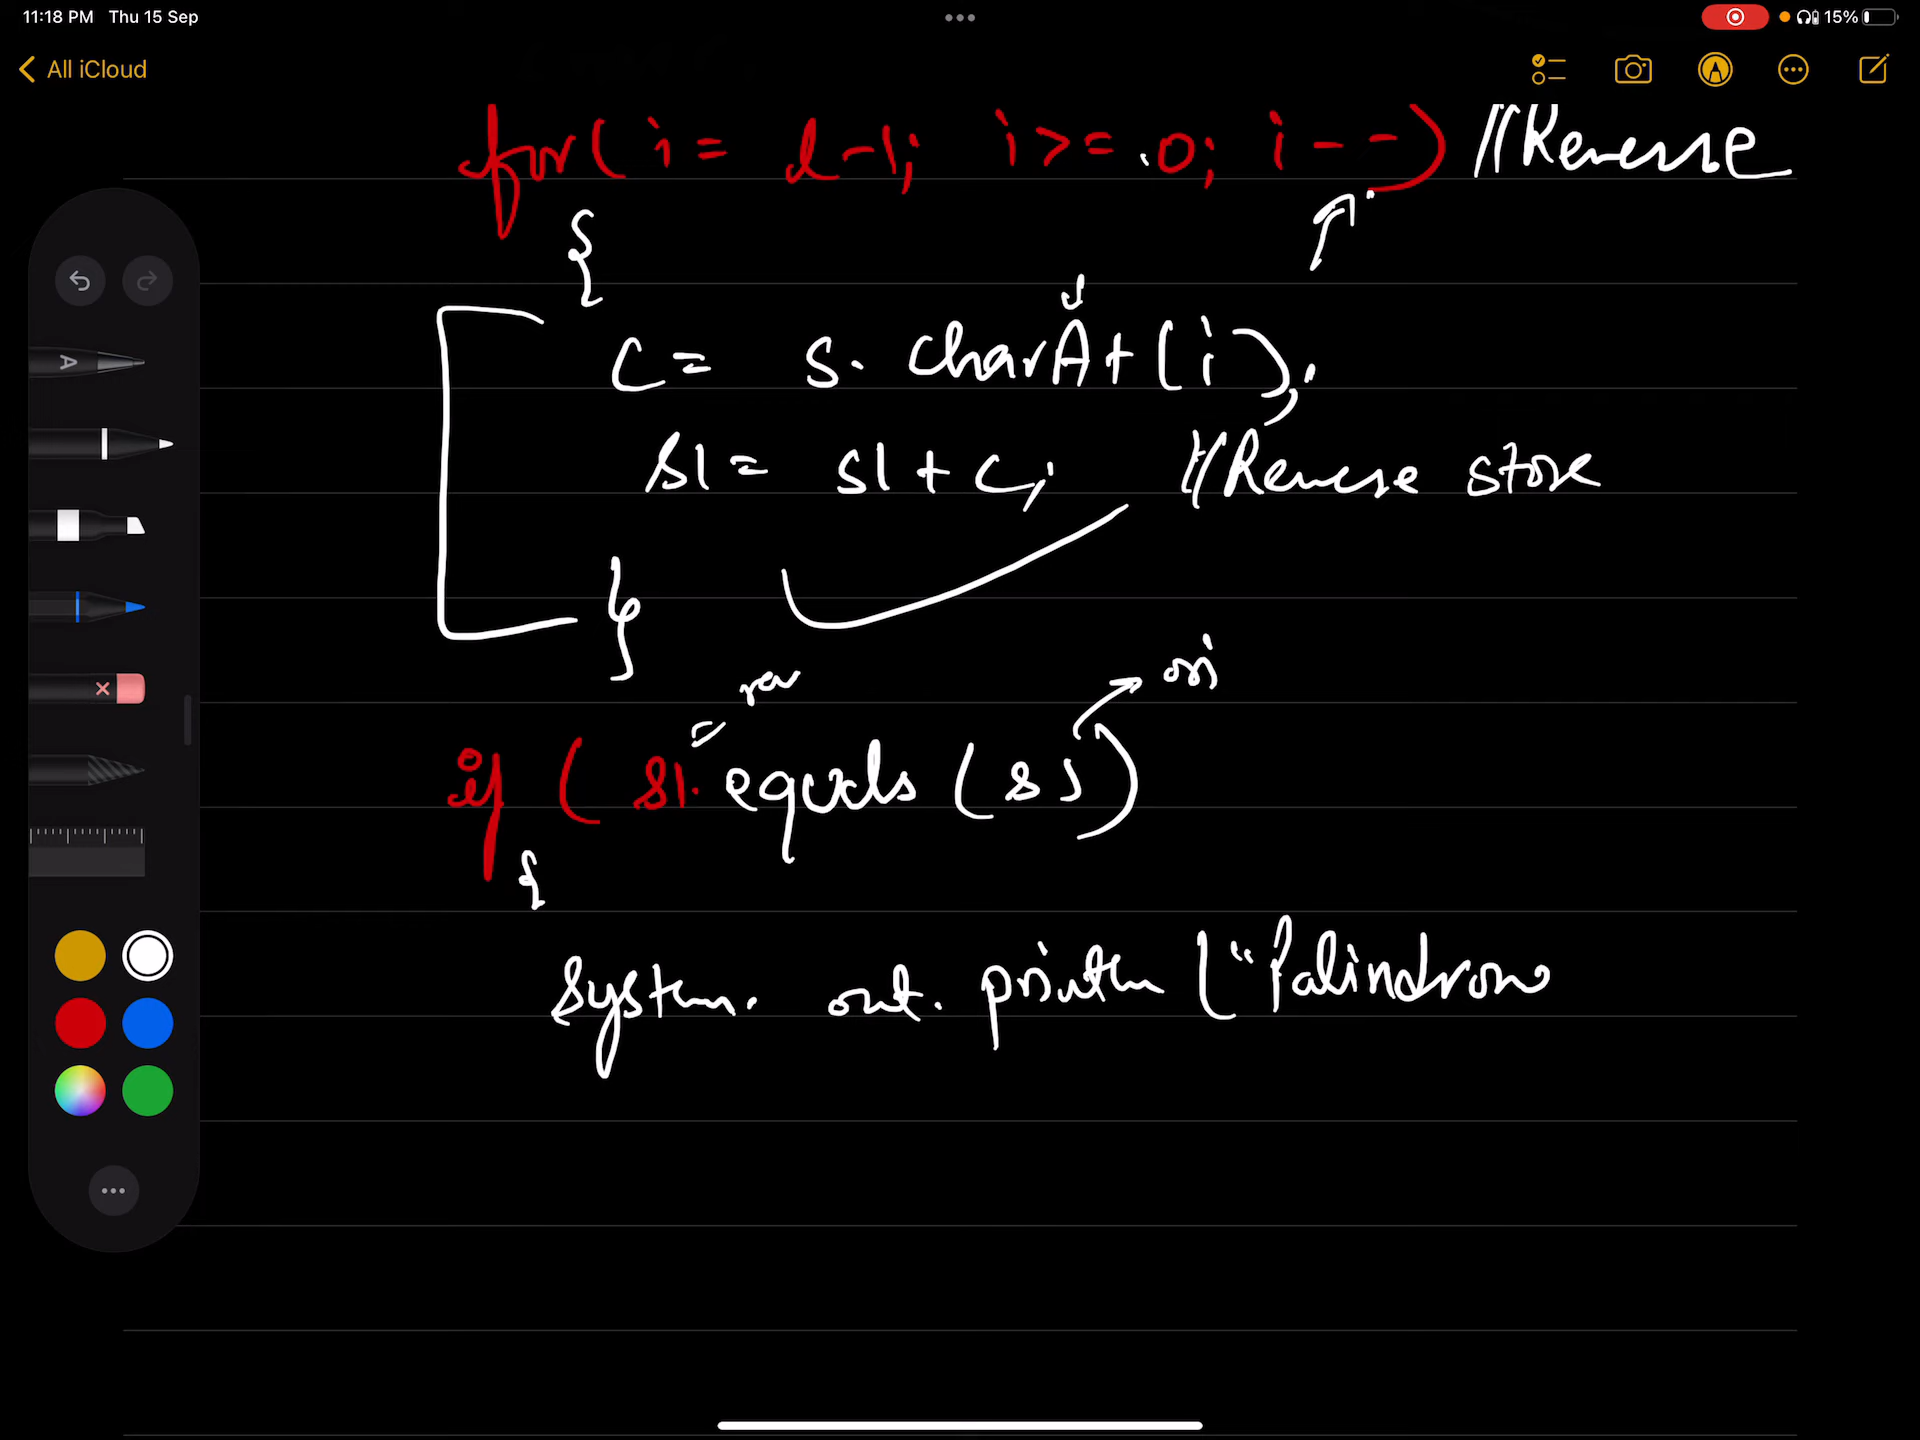 11:18 PM Thu 15 Sep
15%
All iCloud
for( i = l-1; i >= 0; i--) //Reverse
{
c = s. charAt(i);
s1 = s1 + c; //Reverse store
}
rev ori
if ( s1. equals (s))
{
System. out. println ("Palindrom